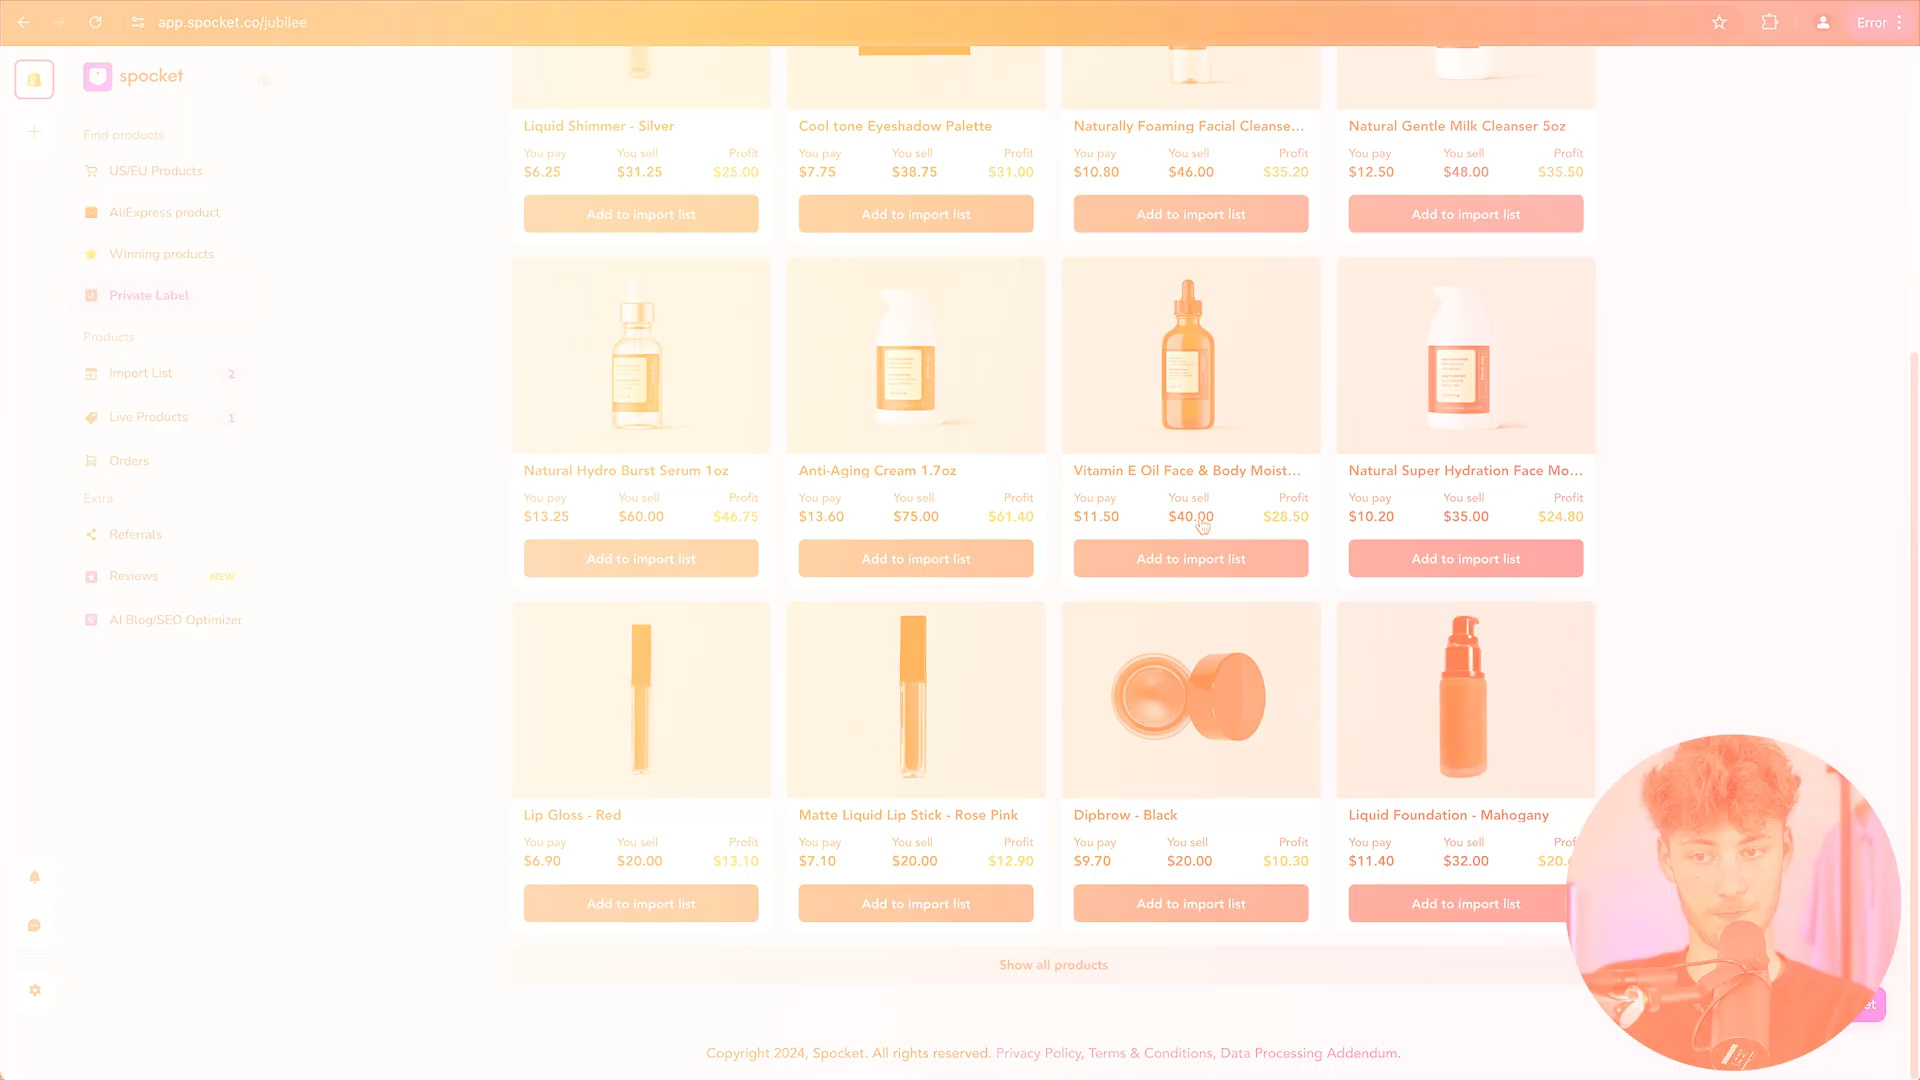 app.spocket.co/jubilee
Error
spocket
Find products
US/EU Products
AliExpress product
Winning products
Private Label
Products
Import List 2
Live Products 1
Orders
Extra
Referrals
Reviews NEW
AI Blog/SEO Optimizer
Liquid Shimmer - Silver
You pay You sell Profit
$6.25 $31.25 $25.00
Add to import list
Cool tone Eyeshadow Palette
You pay You sell Profit
$7.75 $38.75 $31.00
Add to import list
Naturally Foaming Facial Cleanse...
You pay You sell Profit
$10.80 $46.00 $35.20
Add to import list
Natural Gentle Milk Cleanser 5oz
You pay You sell Profit
$12.50 $48.00 $35.50
Add to import list
Natural Hydro Burst Serum 1oz
You pay You sell Profit
$13.25 $60.00 $46.75
Add to import list
Anti-Aging Cream 1.7oz
You pay You sell Profit
$13.60 $75.00 $61.40
Add to import list
Vitamin E Oil Face & Body Moist...
You pay You sell Profit
$11.50 $40.00 $28.50
Add to import list
Natural Super Hydration Face Mo...
You pay You sell Profit
$10.20 $35.00 $24.80
Add to import list
Lip Gloss - Red
You pay You sell Profit
$6.90 $20.00 $13.10
Add to import list
Matte Liquid Lip Stick - Rose Pink
You pay You sell Profit
$7.10 $20.00 $12.90
Add to import list
Dipbrow - Black
You pay You sell Profit
$9.70 $20.00 $10.30
Add to import list
Liquid Foundation - Mahogany
You pay You sell
$11.40 $32.00
Add to import list
Show all products
Copyright 2024, Spocket. All rights reserved. Privacy Policy, Terms & Conditions, Data Processing Addendum.